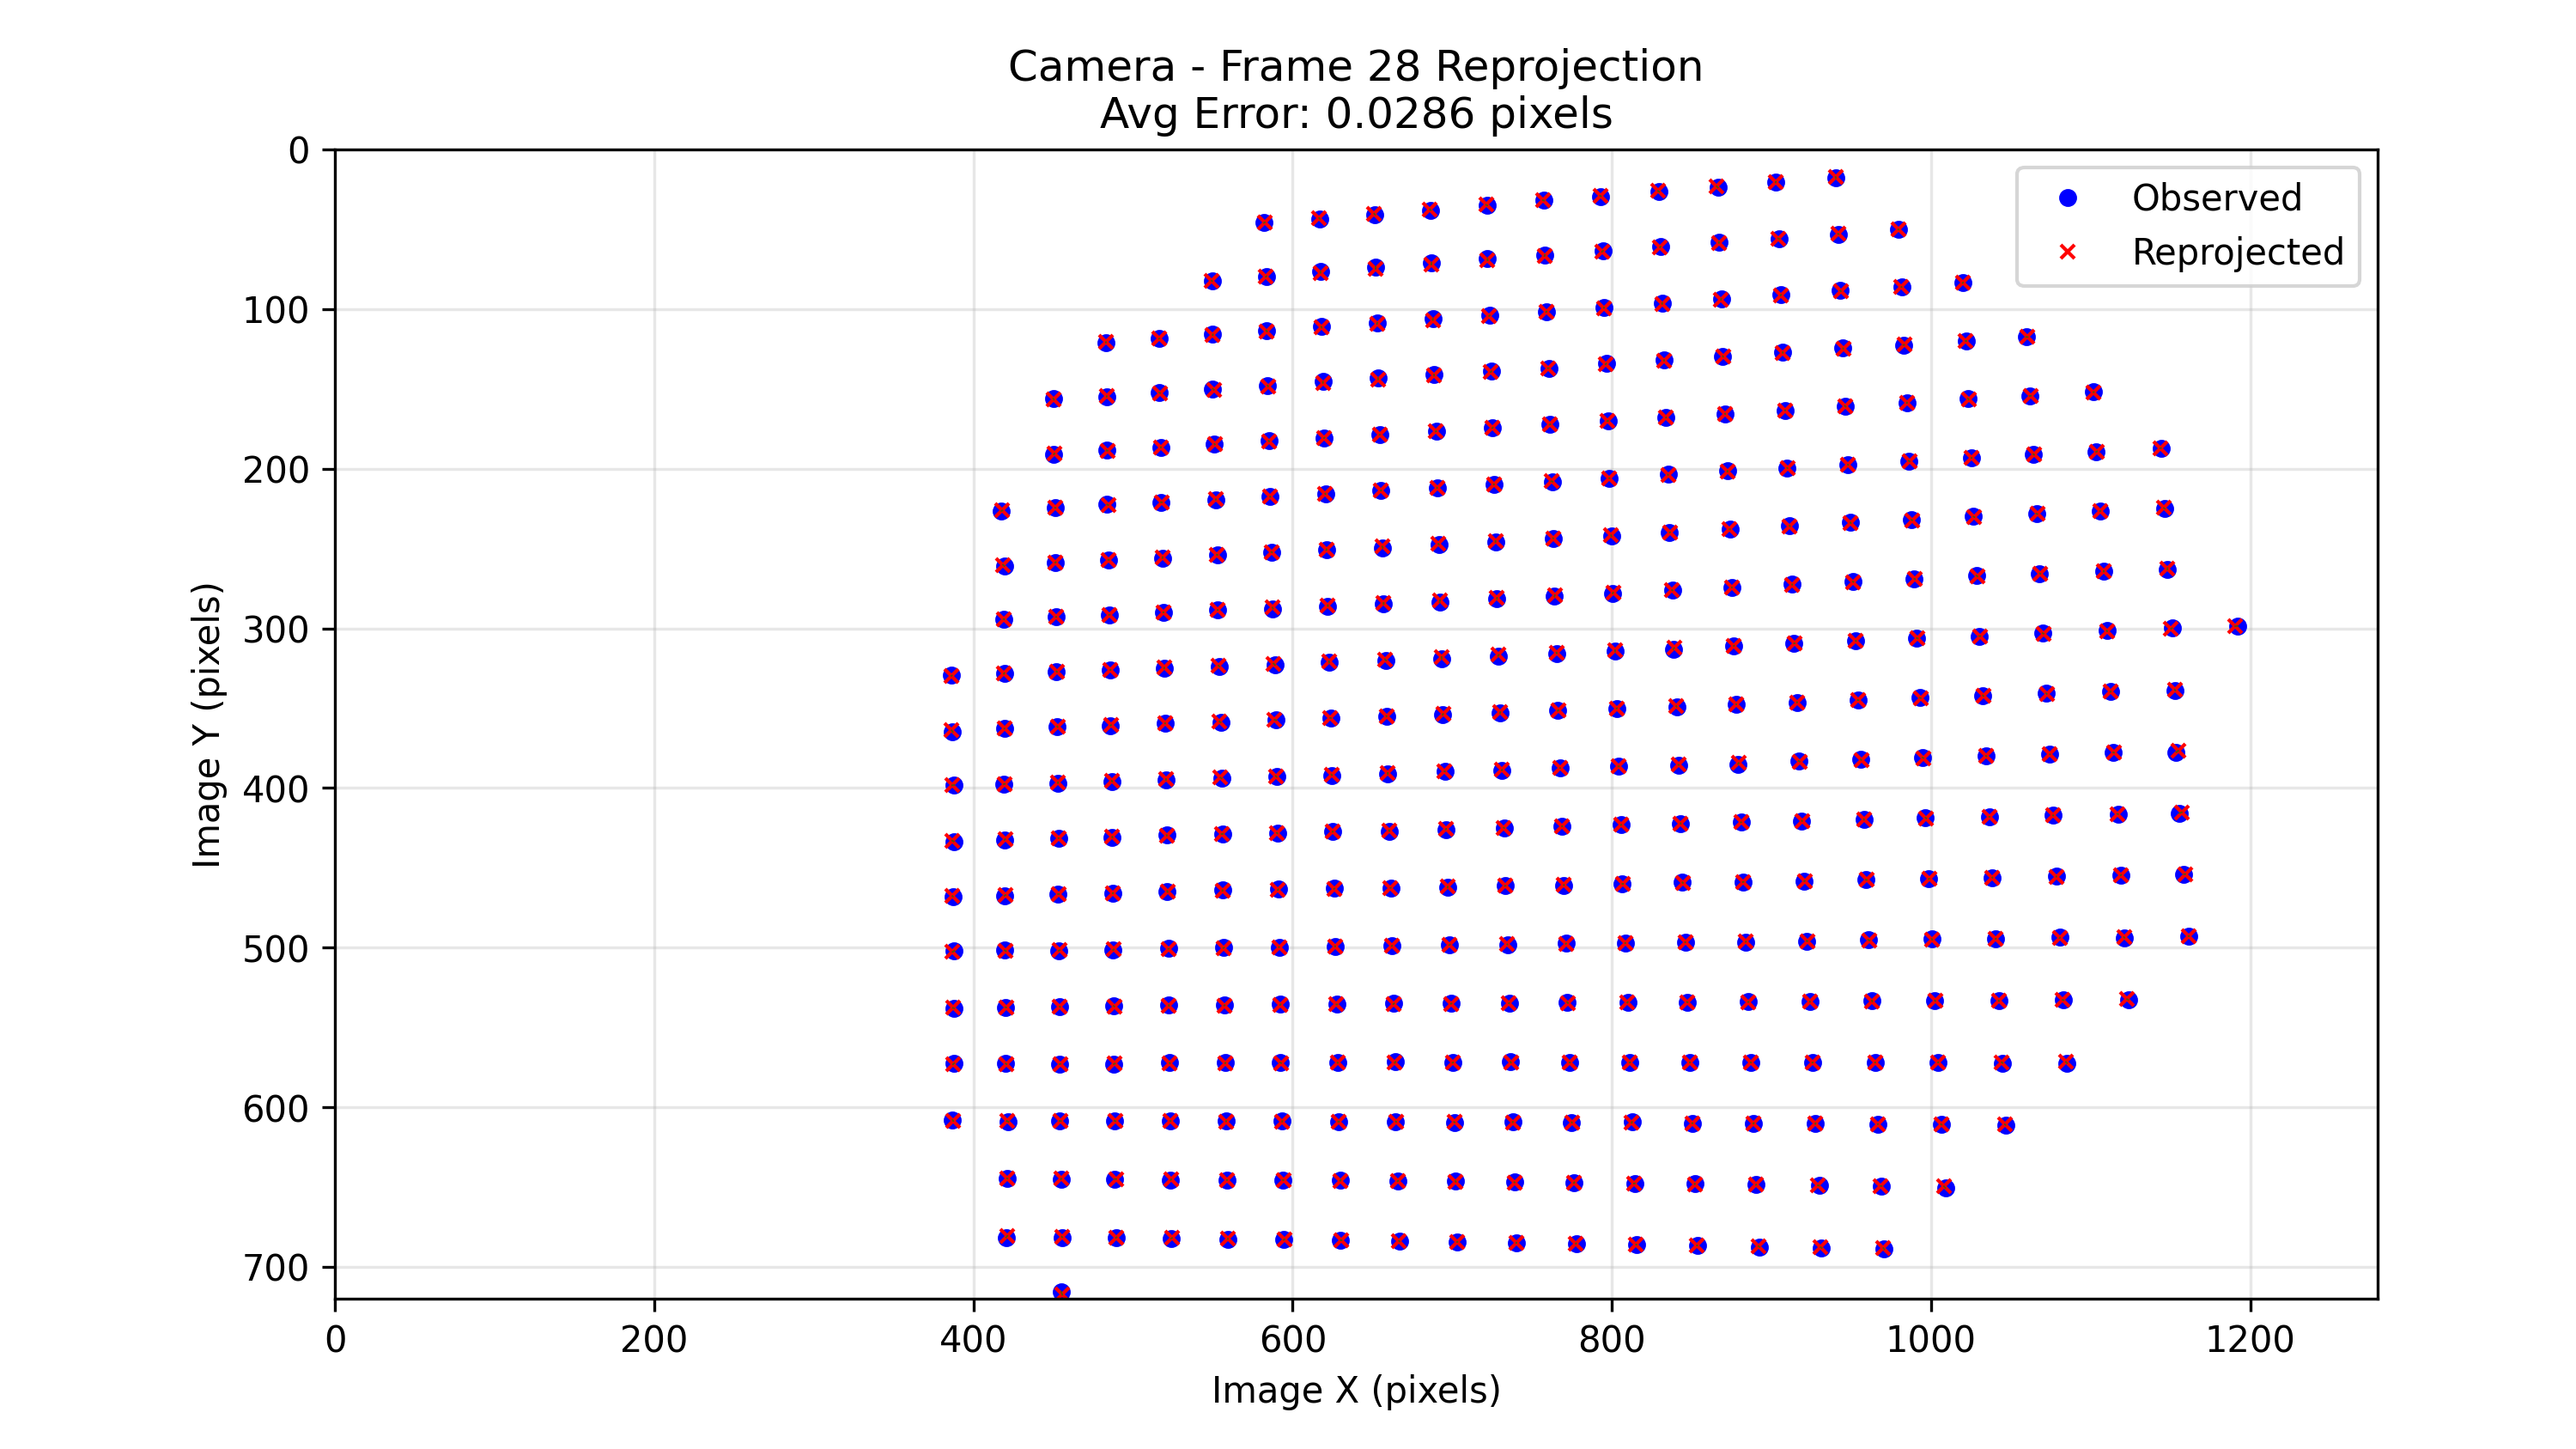 Camera - Frame 28 Reprojection
Avg Error: 0.0286 pixels
Observed
Reprojected
0
100
200
300
400
500
600
700
Image Y (pixels)
0 200 400 600 800 1000 1200
Image X (pixels)